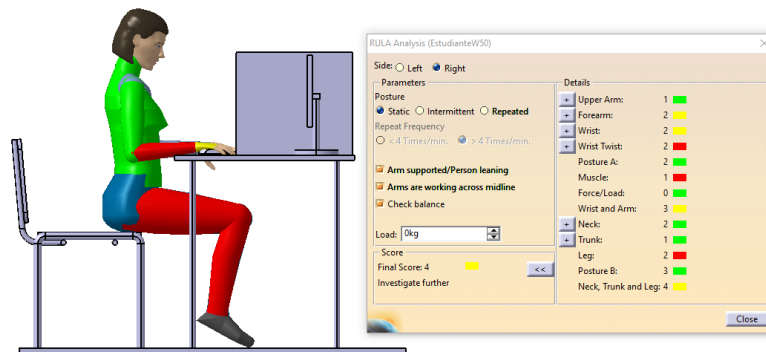 RULA Analysis (EstudianteW50)
Side: Left Right
Parameters
Posture
Static Intermittent Repeated
Repeat Frequency
< 4 Times/min. > 4 Times/min.
Arm supported/Person leaning
Arms are working across midline
Check balance
Load: 0kg
Score
Final Score: 4
<<
Investigate further
Details
+ Upper Arm: 1
+ Forearm: 2
+ Wrist: 2
+ Wrist Twist: 2
Posture A: 2
Muscle: 1
Force/Load: 0
Wrist and Arm: 3
+ Neck: 2
+ Trunk: 1
Leg: 2
Posture B: 3
Neck, Trunk and Leg: 4
Close